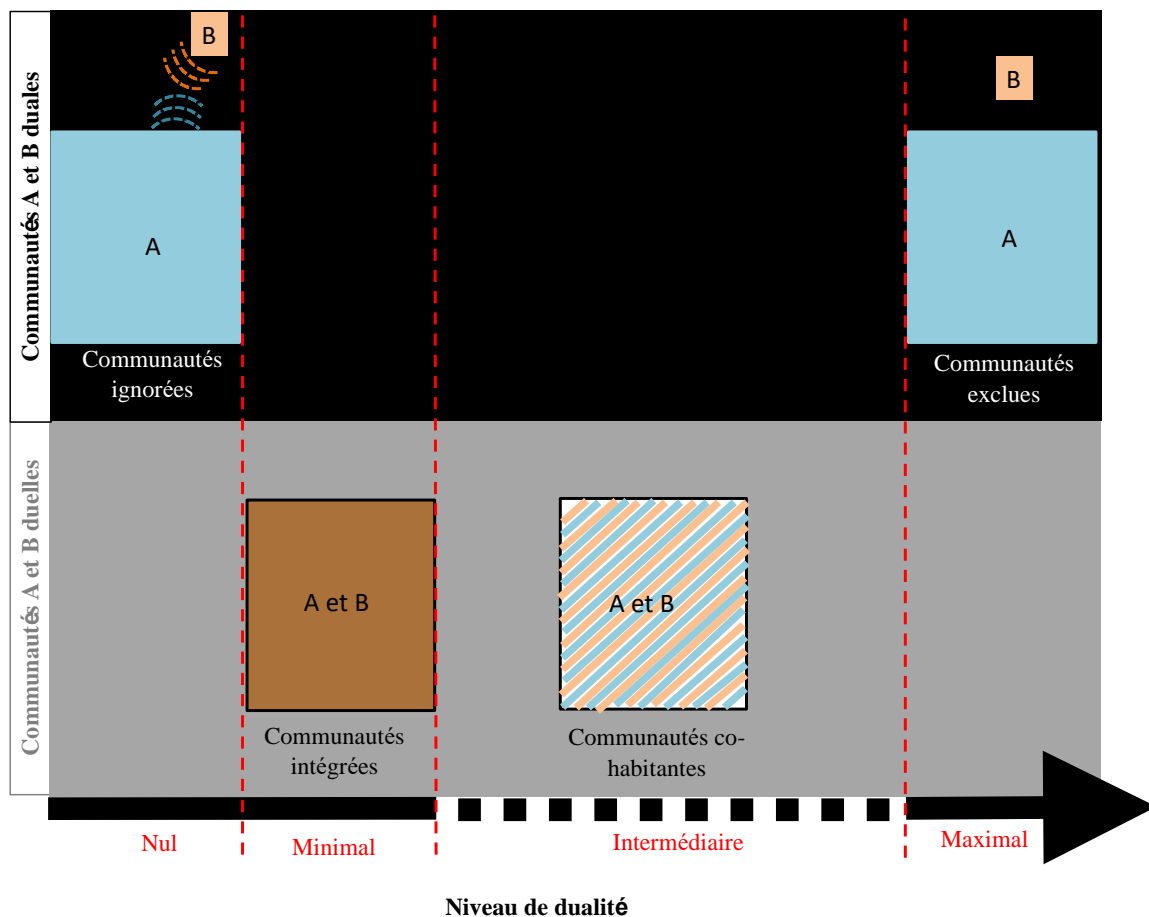 Communautés A et B duales
B
A
Communautés
ignorées
B
A
Communautés
exclues
Communautés A et B duelles
A et B
Communautés
intégrées
A et B
Communautés co-
habitantes
Nul
Minimal
Intermédiaire
Maximal
Niveau de dualité